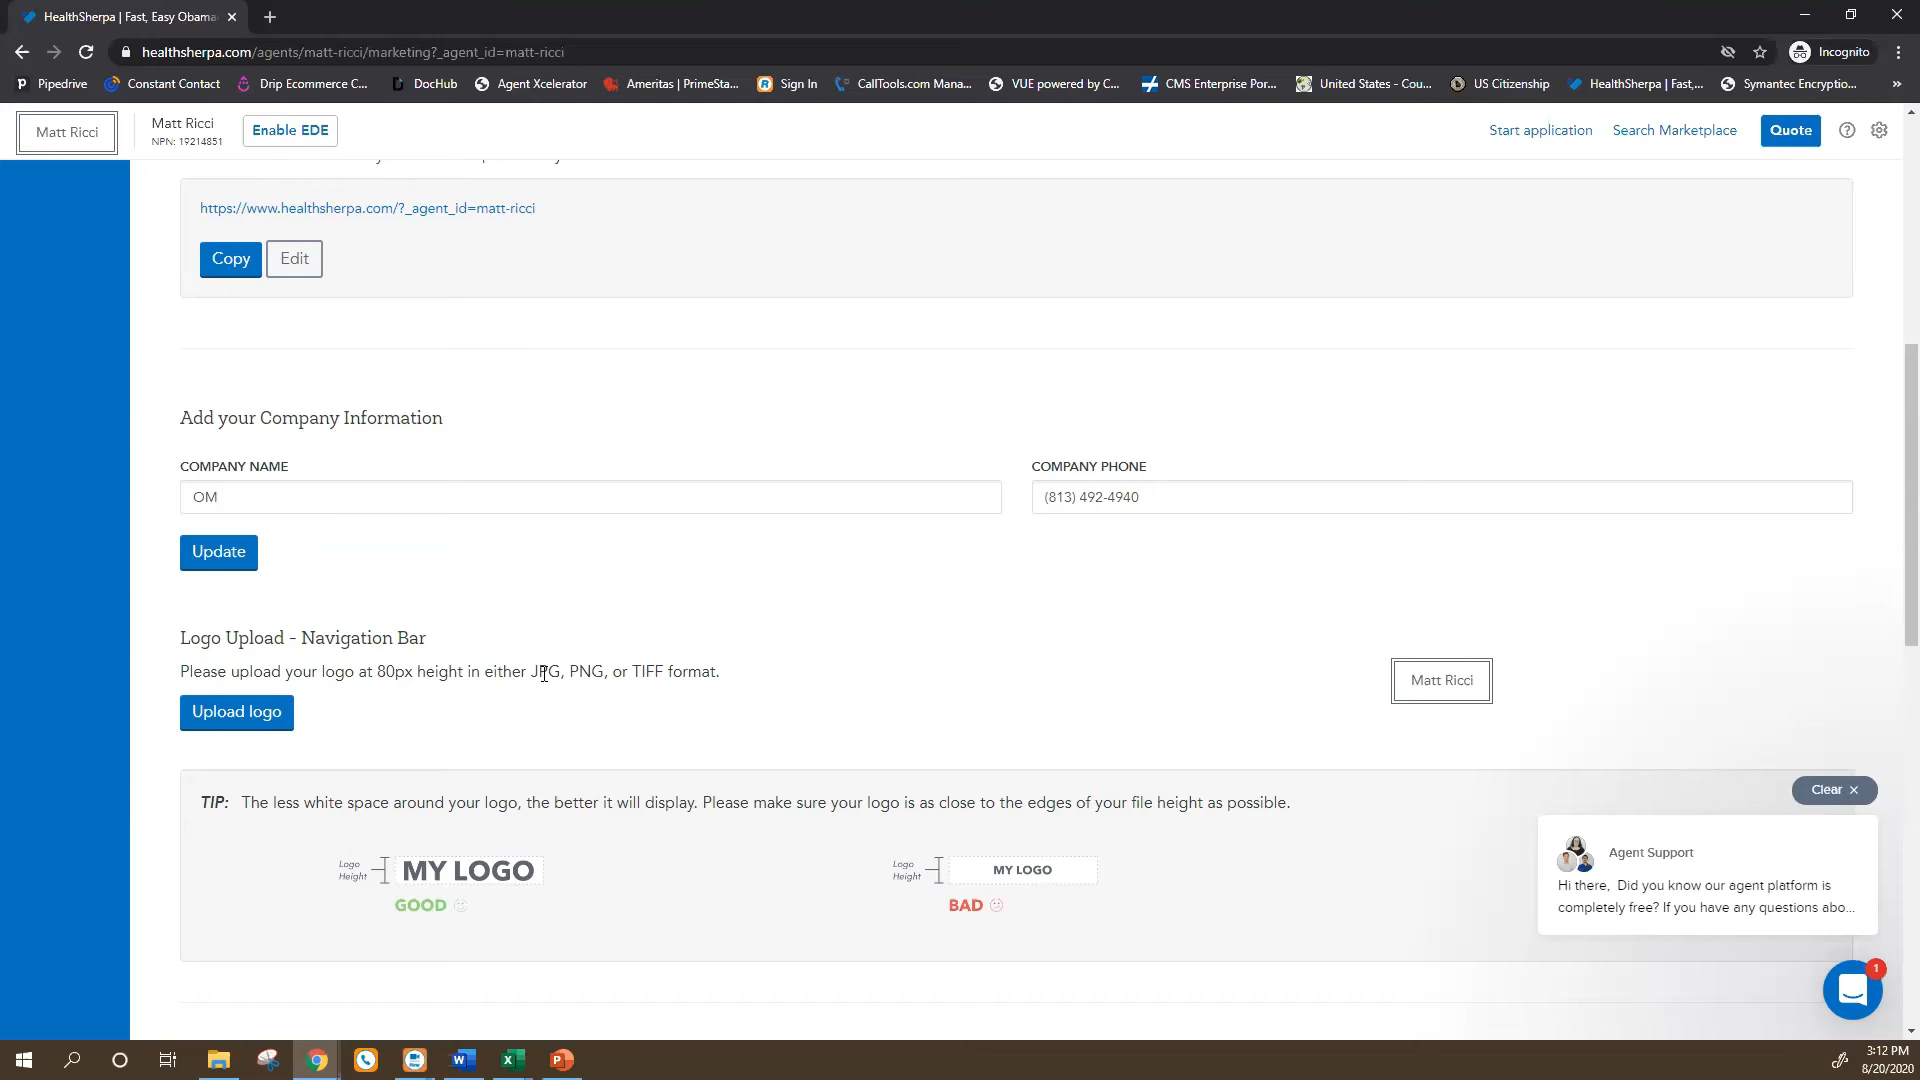 HealthSherpa | Fast, Easy Obama
healthsherpa.com/agents/matt-ricci/marketing?_agent_id=matt-ricci
Incognito
Pipedrive
Constant Contact
Drip Ecommerce C...
DocHub
Agent Xcelerator
Ameritas | PrimeSta...
Sign In
CallTools.com Mana...
VUE powered by C...
CMS Enterprise Por...
United States - Cou...
US Citizenship
HealthSherpa | Fast,...
Symantec Encryptio...
Matt Ricci
Matt Ricci
NPN: 19214851
Enable EDE
Start application
Search Marketplace
Quote
https://www.healthsherpa.com/?_agent_id=matt-ricci
Copy
Edit
Add your Company Information
COMPANY NAME
COMPANY PHONE
OM
(813) 492-4940
Update
Logo Upload - Navigation Bar
Please upload your logo at 80px height in either JPG, PNG, or TIFF format.
Matt Ricci
Upload logo
TIP: The less white space around your logo, the better it will display. Please make sure your logo is as close to the edges of your file height as possible.
Clear
Logo
Height
MY LOGO
GOOD
Logo
Height
MY LOGO
BAD
Agent Support
Hi there, Did you know our agent platform is
completely free? If you have any questions abo...
1
3:12 PM
8/20/2020